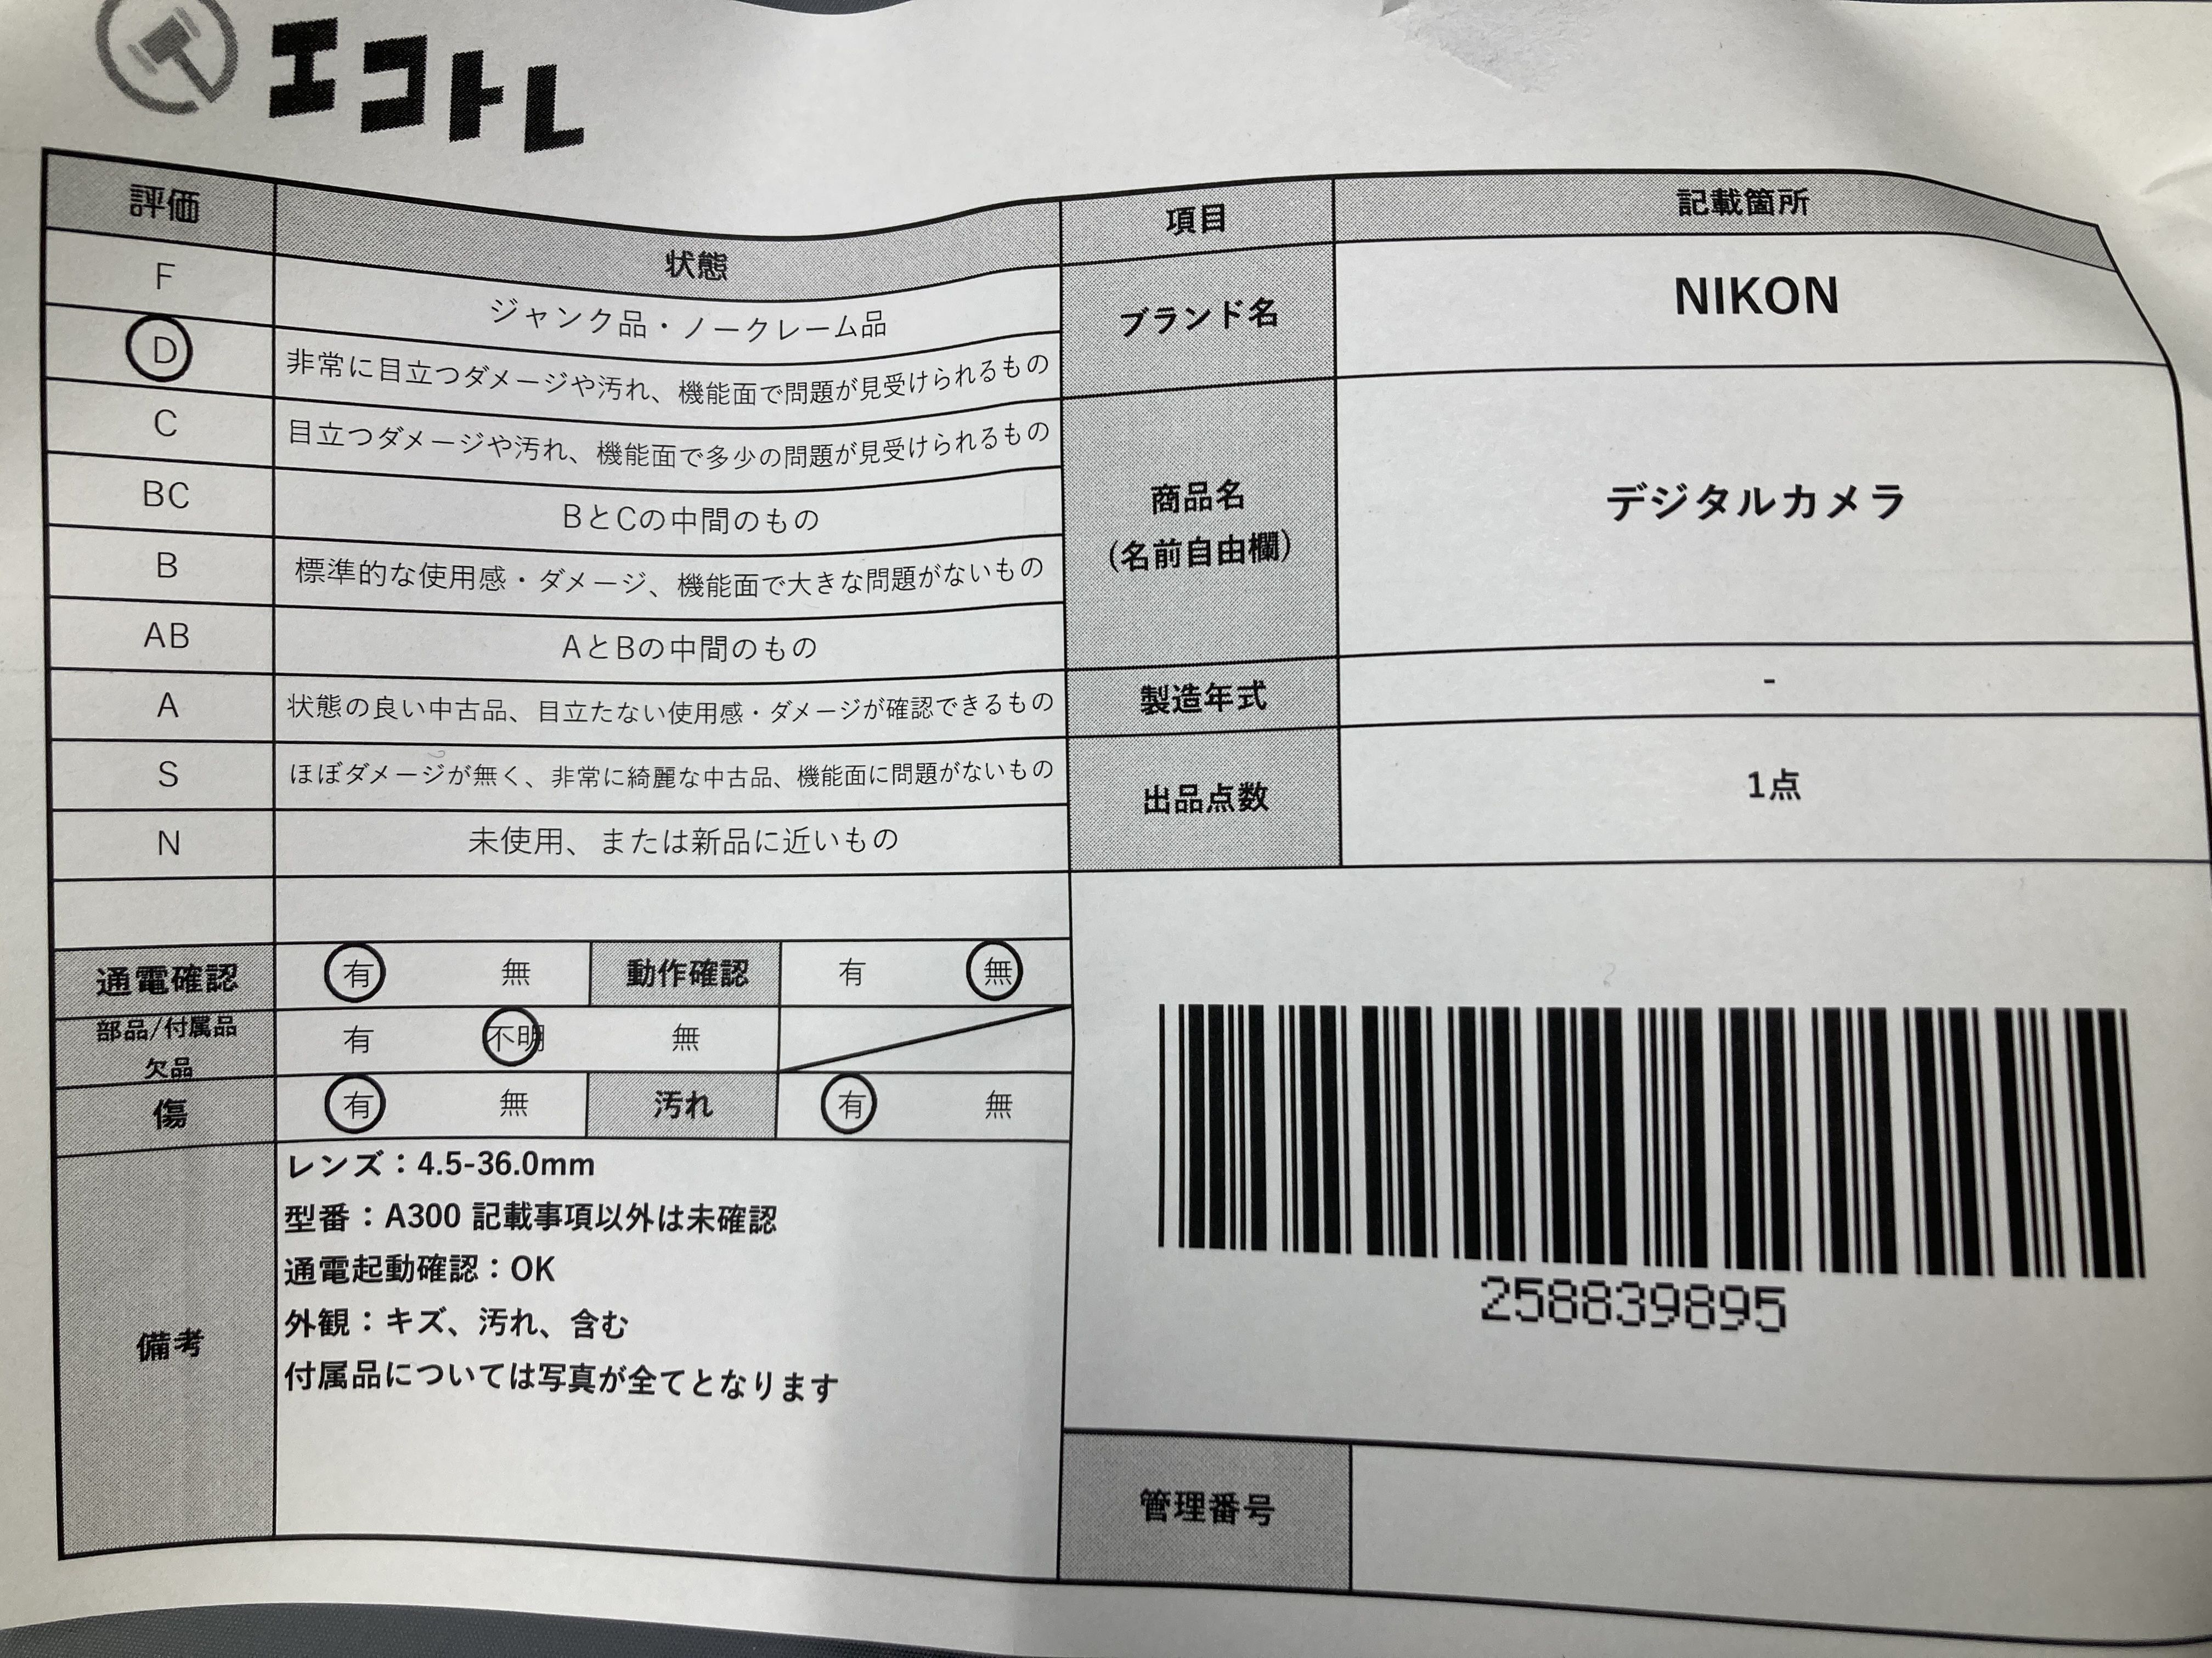 エコトレ
評価 状態
F ジャンク品・ノークレーム品
D 非常に目立つダメージや汚れ、機能面で問題が見受けられるもの
C 目立つダメージや汚れ、機能面で多少の問題が見受けられるもの
BC BとCの中間のもの
B 標準的な使用感・ダメージ、機能面で大きな問題がないもの
AB AとBの中間のもの
A 状態の良い中古品、目立たない使用感・ダメージが確認できるもの
S ほぼダメージが無く、非常に綺麗な中古品、機能面に問題がないもの
N 未使用、または新品に近いもの
通電確認 有 無 動作確認 有 無
部品/付属品
欠品
有 不明 無
傷 有 無 汚れ 有 無
備考
レンズ：4.5-36.0mm
型番：A300 記載事項以外は未確認
通電起動確認：OK
外観：キズ、汚れ、含む
付属品については写真が全てとなります
項目 記載箇所
ブランド名 NIKON
商品名
(名前自由欄)
デジタルカメラ
製造年式 -
出品点数 1点
258839895
管理番号